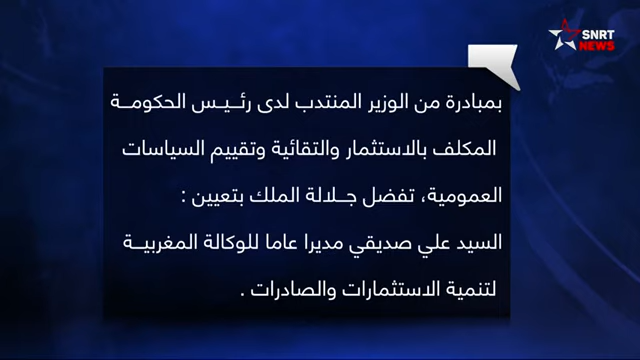 SNRT
NEWS
بمبادرة من الوزير المنتدب لدى رئـيـس الحكومـة
المكلف بالاستثمار والتقائية وتقييم السياسات
العمومية، تفضل جـلالة الملك بتعيين :
السيد علي صديقي مديرا عاما للوكالة المغربيـة
لتنمية الاستثمارات والصادرات .